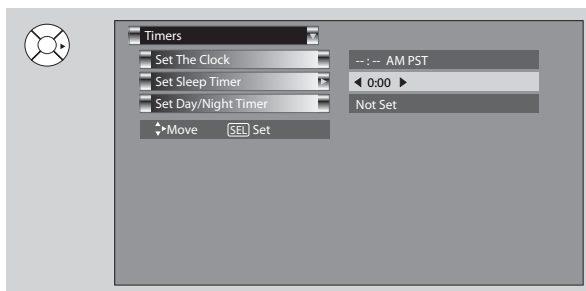 Timers
Set The Clock -- : -- AM PST
Set Sleep Timer 0:00
Set Day/Night Timer Not Set
Move SEL Set